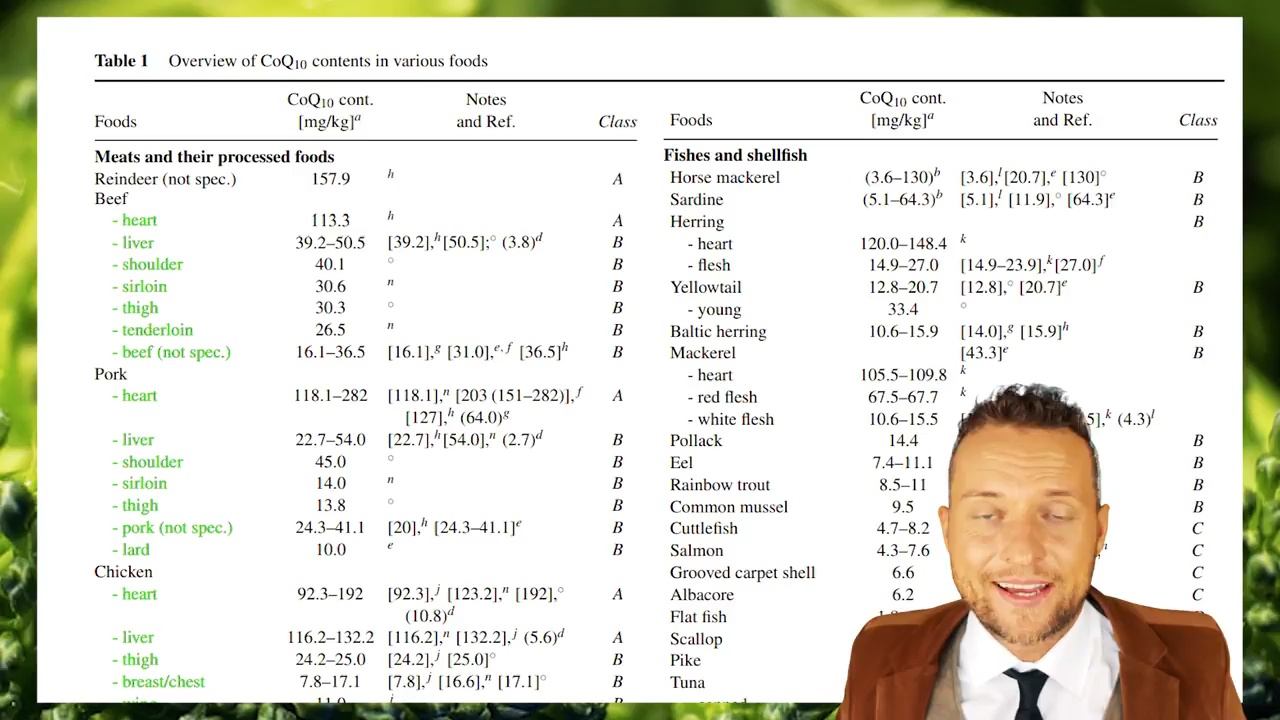 Table 1 Overview of CoQ10 contents in various foods
Foods CoQ10 cont. [mg/kg]a Notes and Ref. Class
Meats and their processed foods
Reindeer (not spec.) 157.9 h A
Beef
- heart 113.3 h A
- liver 39.2–50.5 [39.2],h[50.5];○ (3.8)d B
- shoulder 40.1 ○ B
- sirloin 30.6 n B
- thigh 30.3 ○ B
- tenderloin 26.5 n B
- beef (not spec.) 16.1–36.5 [16.1],g [31.0],e,f [36.5]h B
Pork
- heart 118.1–282 [118.1],n [203 (151–282)],f A
[127],h (64.0)g
- liver 22.7–54.0 [22.7],h[54.0],n (2.7)d B
- shoulder 45.0 ○ B
- sirloin 14.0 n B
- thigh 13.8 ○ B
- pork (not spec.) 24.3–41.1 [20],h [24.3–41.1]e B
- lard 10.0 e B
Chicken
- heart 92.3–192 [92.3],j [123.2],n [192],○ A
(10.8)d
- liver 116.2–132.2 [116.2],n [132.2],j (5.6)d A
- thigh 24.2–25.0 [24.2],j [25.0]○ B
- breast/chest 7.8–17.1 [7.8],j [16.6],n [17.1]○ B
Foods CoQ10 cont. [mg/kg]a Notes and Ref. Class
Fishes and shellfish
Horse mackerel (3.6–130)b [3.6],l[20.7],e [130]○ B
Sardine (5.1–64.3)b [5.1],l [11.9],○ [64.3]e B
Herring B
- heart 120.0–148.4 k
- flesh 14.9–27.0 [14.9–23.9],k[27.0]f
Yellowtail 12.8–20.7 [12.8],○ [20.7]e B
- young 33.4 ○
Baltic herring 10.6–15.9 [14.0],g [15.9]h B
Mackerel [43.3]e B
- heart 105.5–109.8 k
- red flesh 67.5–67.7 k
- white flesh 10.6–15.5 k (4.3)l
Pollack 14.4 B
Eel 7.4–11.1 B
Rainbow trout 8.5–11 B
Common mussel 9.5 B
Cuttlefish 4.7–8.2 C
Salmon 4.3–7.6 C
Grooved carpet shell 6.6 C
Albacore 6.2 C
Flat fish
Scallop
Pike
Tuna